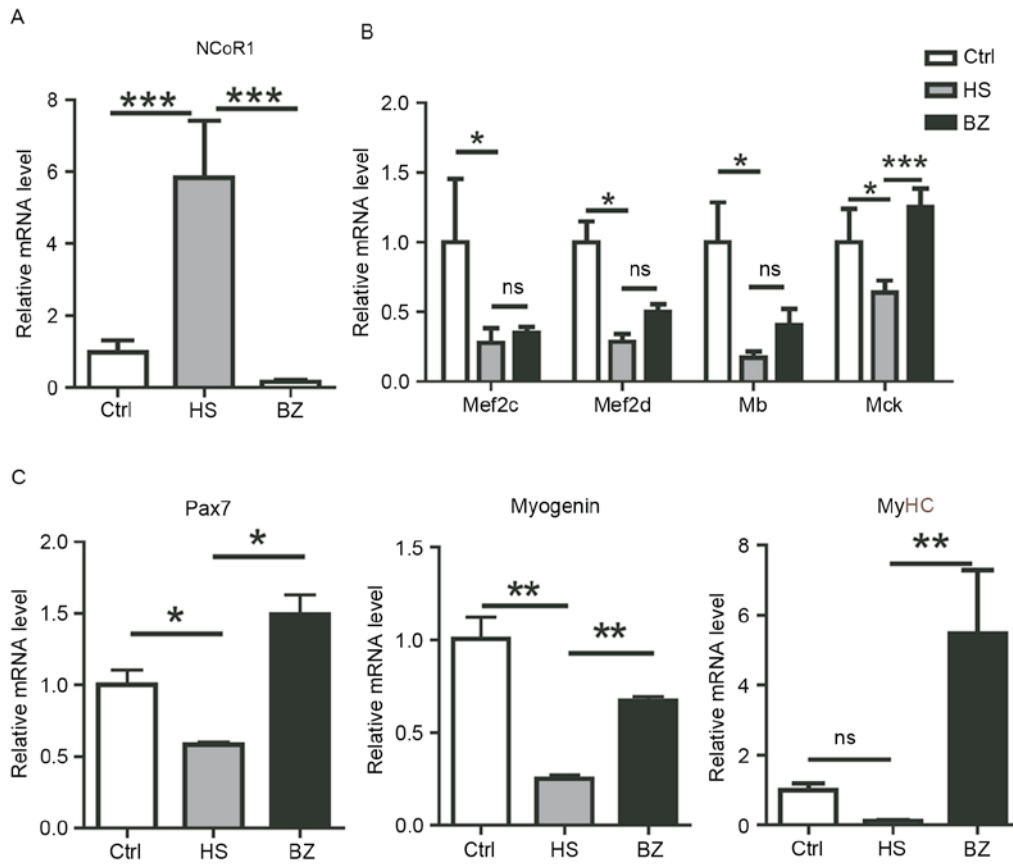 A
NCoR1
Relative mRNA level
8
6
4
2
0
***
***
Ctrl
HS
BZ
B
Ctrl
HS
BZ
Relative mRNA level
2.0
1.5
1.0
0.5
0.0
*
ns
*
ns
*
ns
*
***
Mef2c
Mef2d
Mb
Mck
C
Pax7
Relative mRNA level
2.0
1.5
1.0
0.5
0.0
*
*
Ctrl
HS
BZ
Myogenin
Relative mRNA level
1.5
1.0
0.5
0.0
**
**
Ctrl
HS
BZ
MyHC
Relative mRNA level
8
6
4
2
0
ns
**
Ctrl
HS
BZ